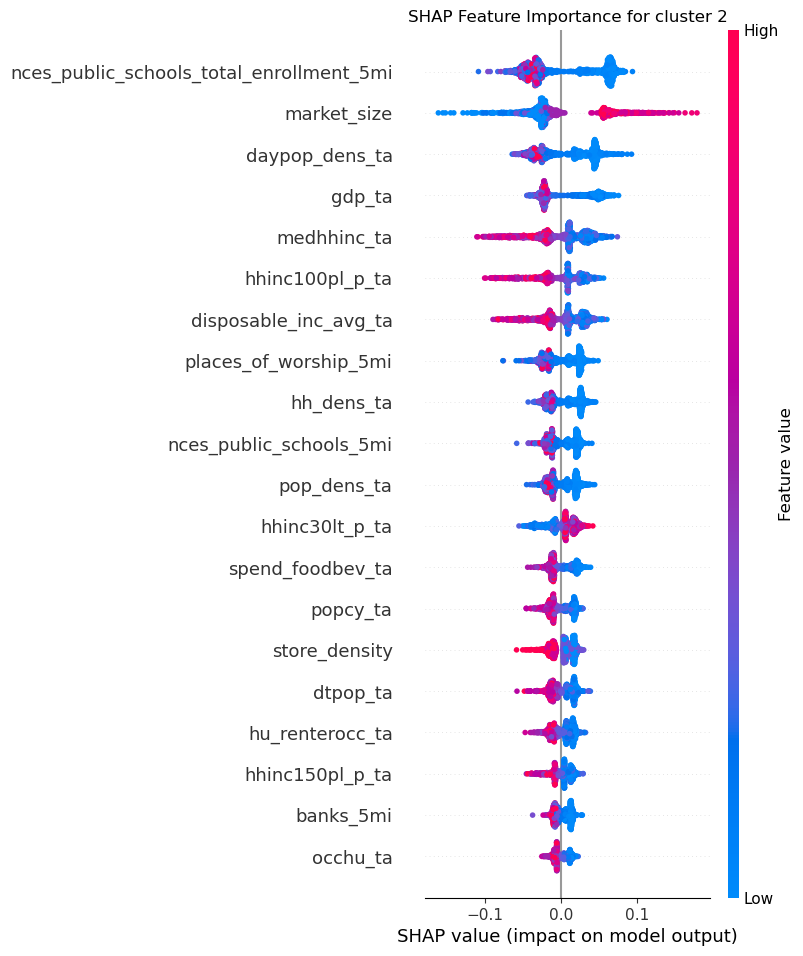 SHAP Feature Importance for cluster 2
High
nces_public_schools_total_enrollment_5mi
market_size
daypop_dens_ta
gdp_ta
medhhinc_ta
hhinc100pl_p_ta
disposable_inc_avg_ta
places_of_worship_5mi
hh_dens_ta
nces_public_schools_5mi
pop_dens_ta
hhinc30lt_p_ta
spend_foodbev_ta
popcy_ta
store_density
dtpop_ta
hu_renterocc_ta
hhinc150pl_p_ta
banks_5mi
occhu_ta
Feature value
Low
−0.1 0.0 0.1
SHAP value (impact on model output)